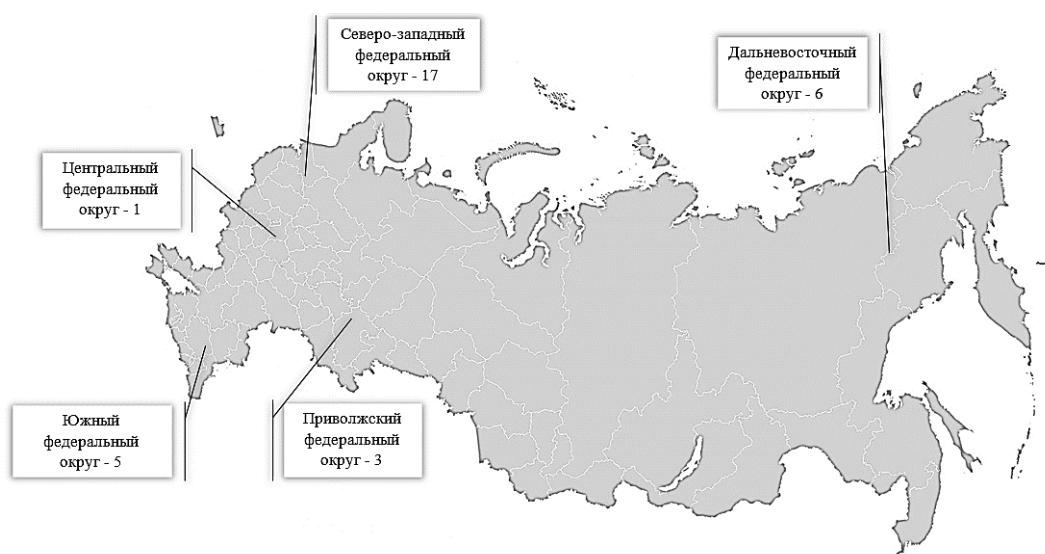 Северо-западный
федеральный
округ - 17
Дальневосточный
федеральный
округ - 6
Центральный
федеральный
округ - 1
Южный
федеральный
округ - 5
Приволжский
федеральный
округ - 3